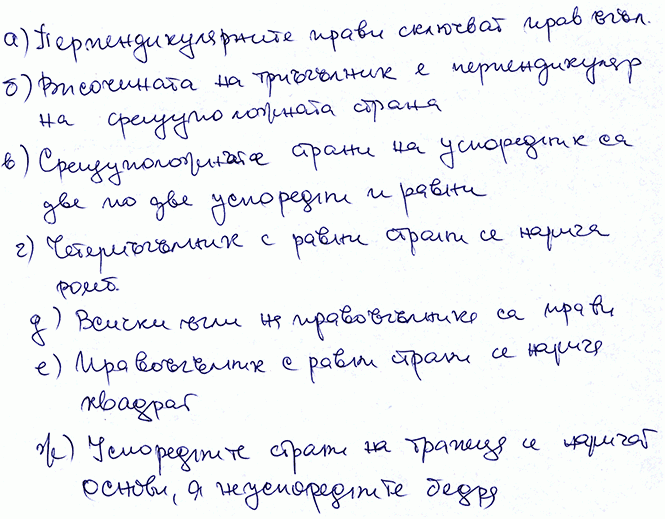 а) Перпендикулярните прави сключват прав ъгъл.
б) Височината на триъгълник е перпендикуляр
на срещуположната страна
в) Срещуположните страни на успоредник са
две по две успоредни и равни
г) Четириъгълник с равни страни се нарича
ромб.
д) Всички ъгли на правоъгълника са прави
е) Правоъгълник с равни страни се нарича
квадрат
ж) Успоредните страни на трапеца се наричат
основи, а неуспоредните бедра